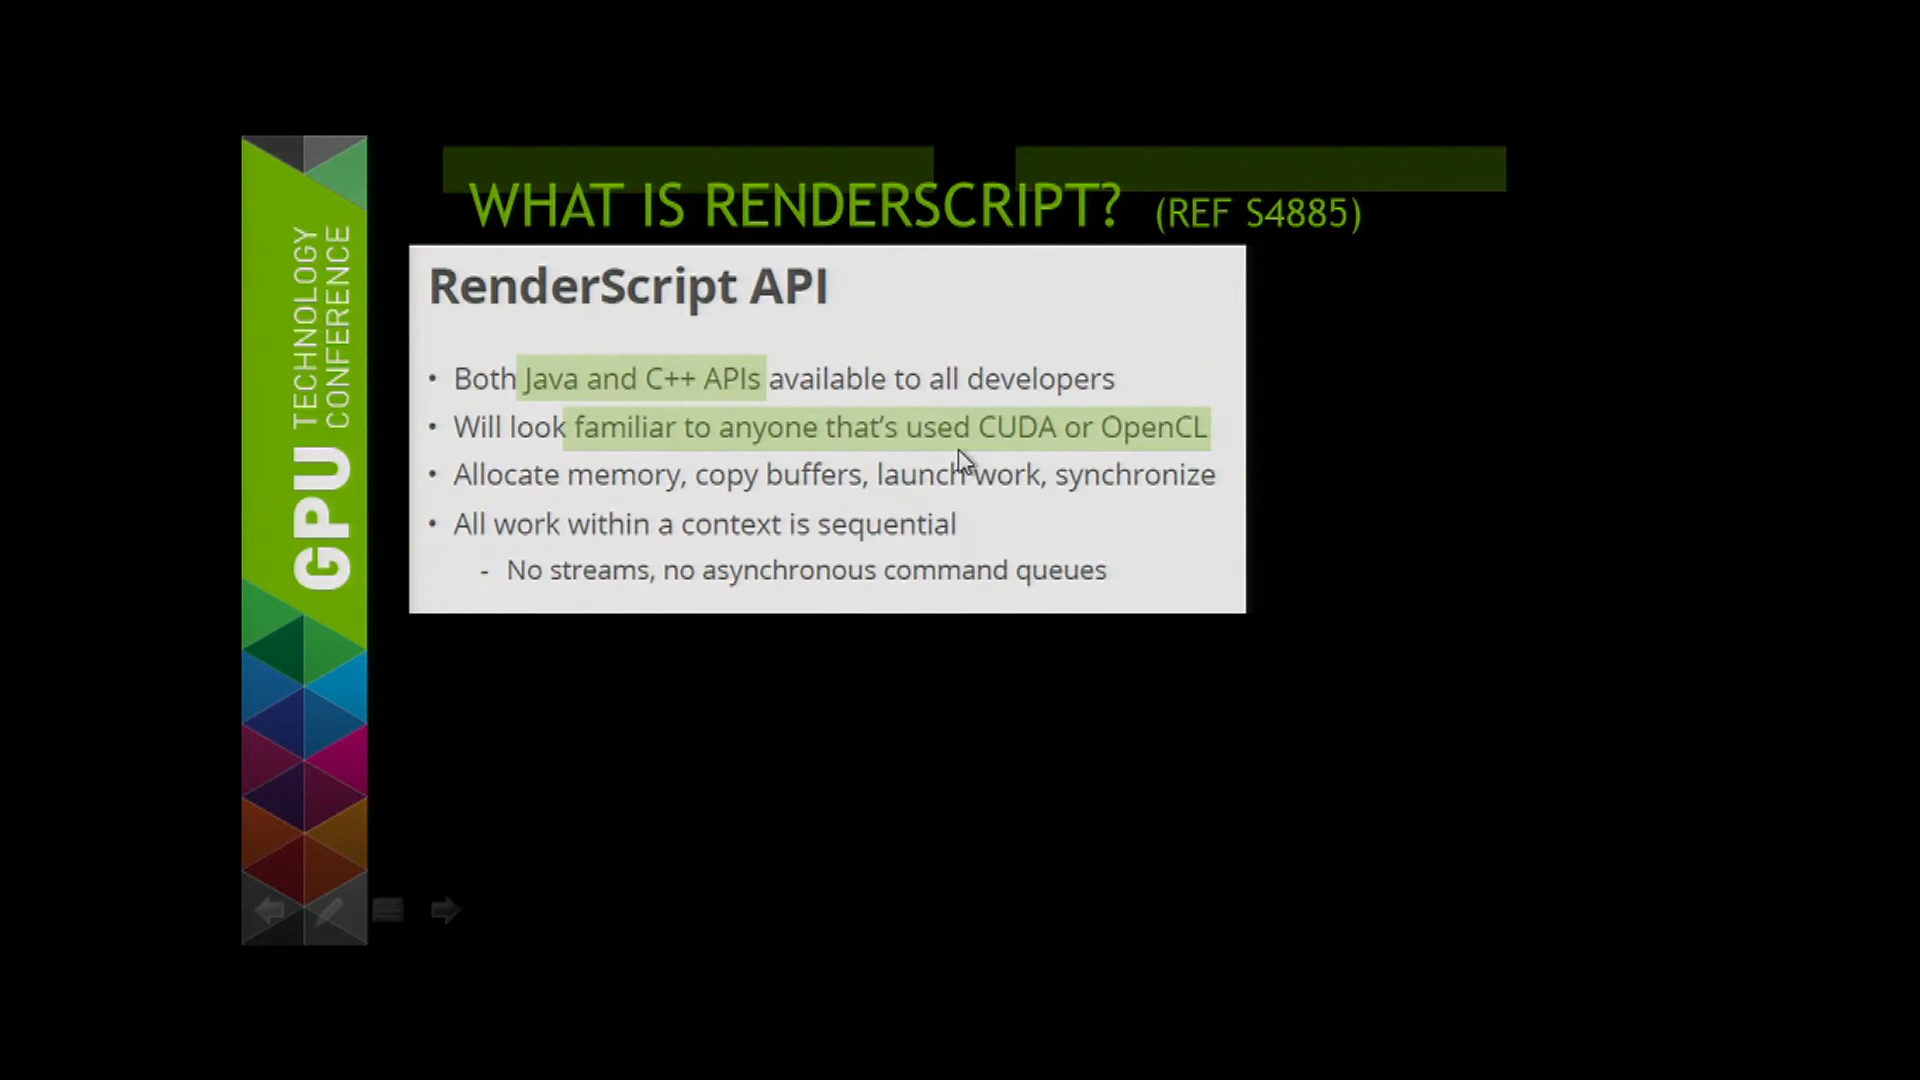 WHAT IS RENDERSCRIPT? (REF S4885)
RenderScript API
• Both Java and C++ APIs available to all developers
• Will look familiar to anyone that's used CUDA or OpenCL
• Allocate memory, copy buffers, launch work, synchronize
• All work within a context is sequential
- No streams, no asynchronous command queues
GPU TECHNOLOGY
CONFERENCE